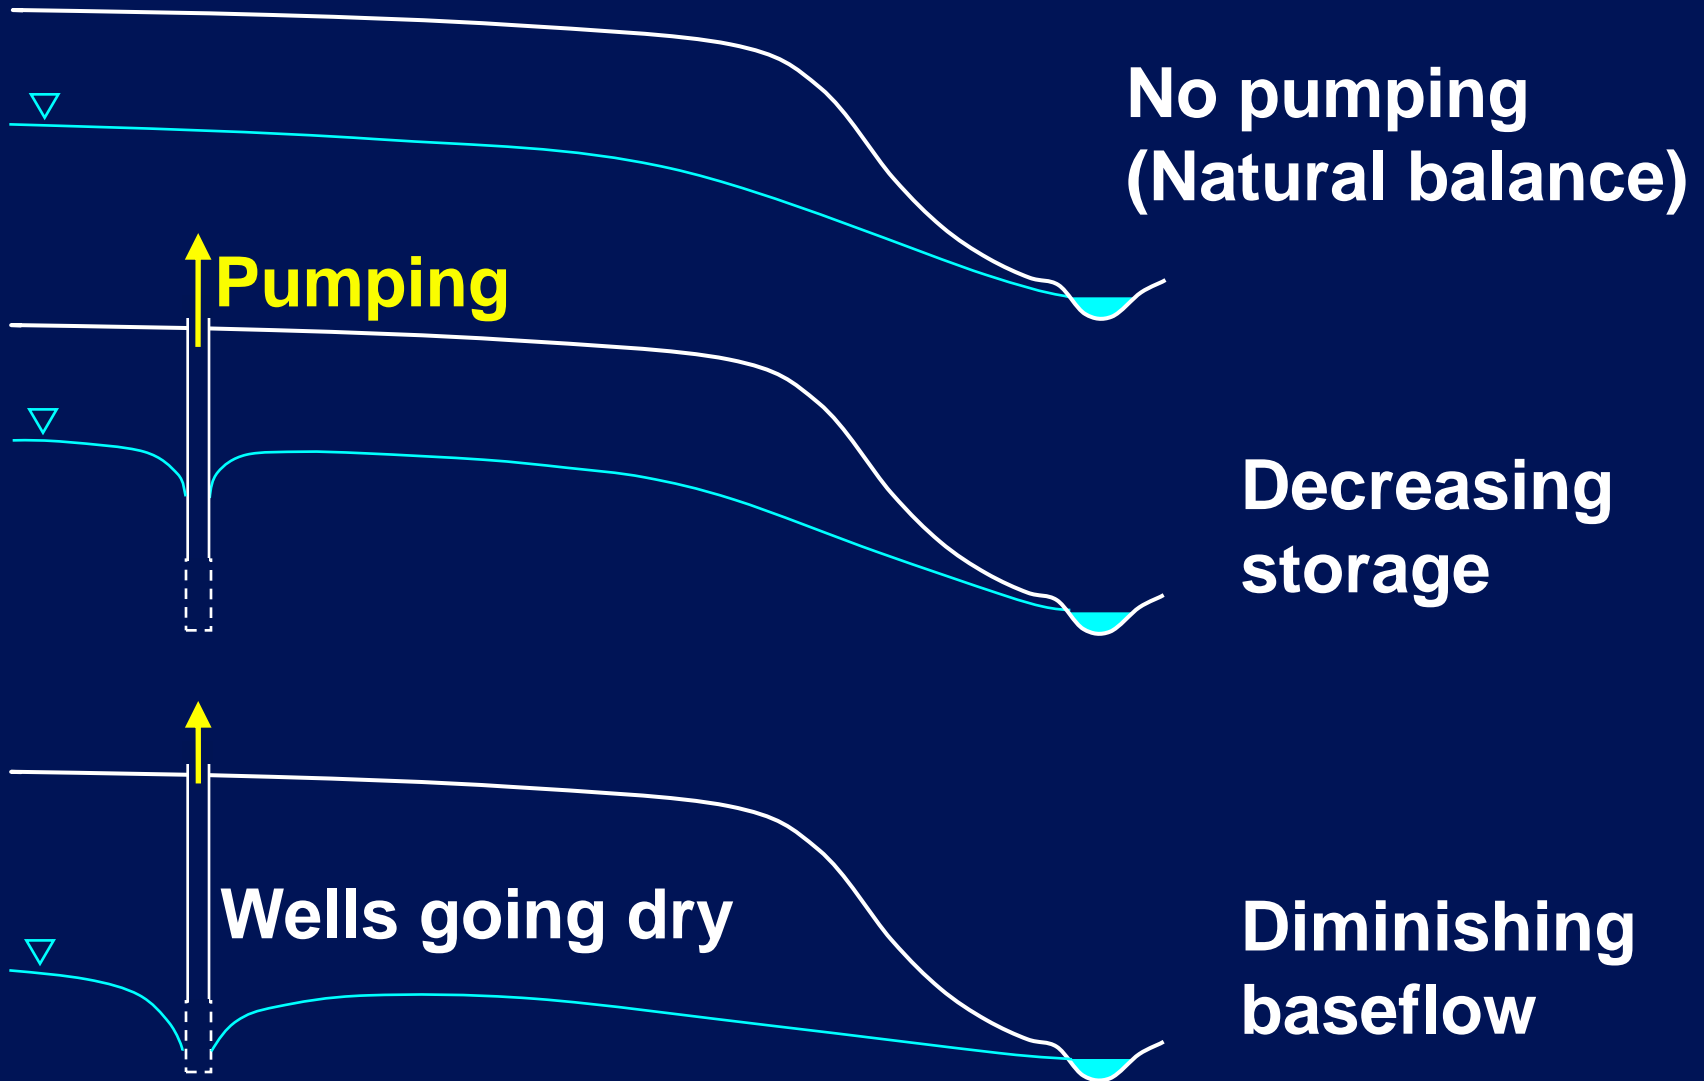 No pumping
(Natural balance)
Pumping
Decreasing
storage
Wells going dry
Diminishing
baseflow